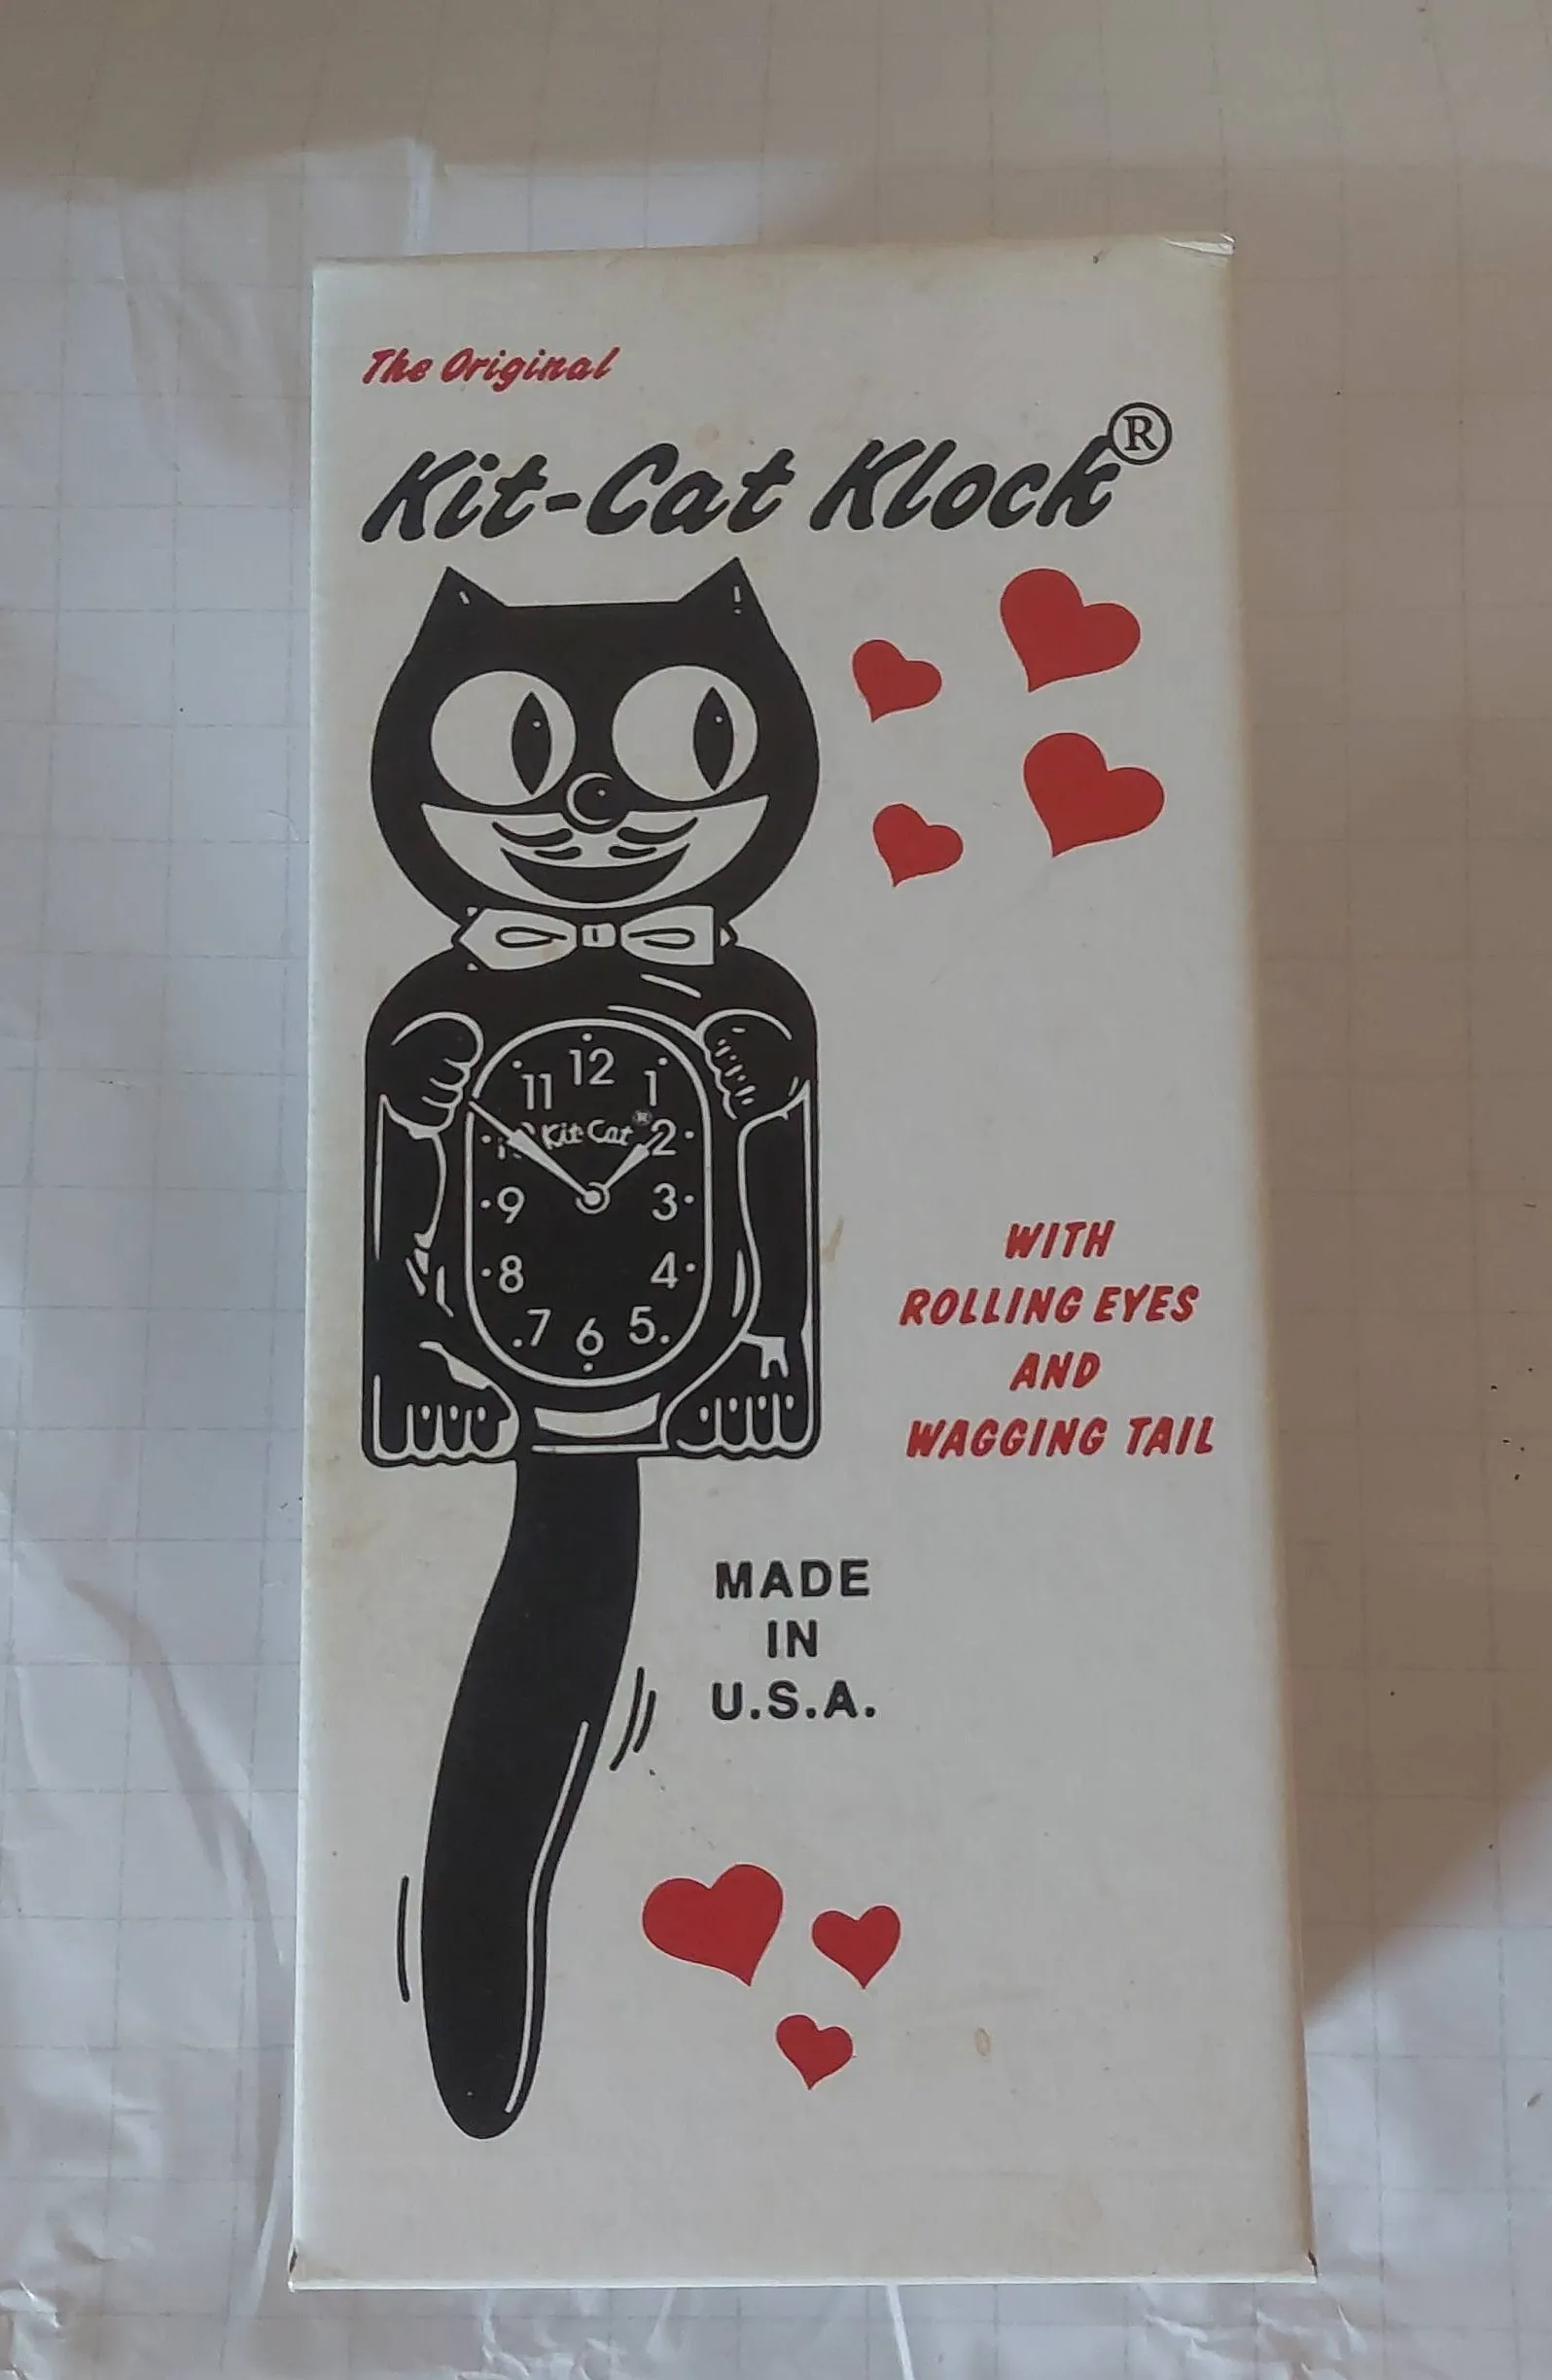 The Original
Kit-Cat Klock®
12
11 1
Kit Cat®
10 2
9 3
8 4
7 5
6
WITH
ROLLING EYES
AND
WAGGING TAIL
MADE
IN
U.S.A.